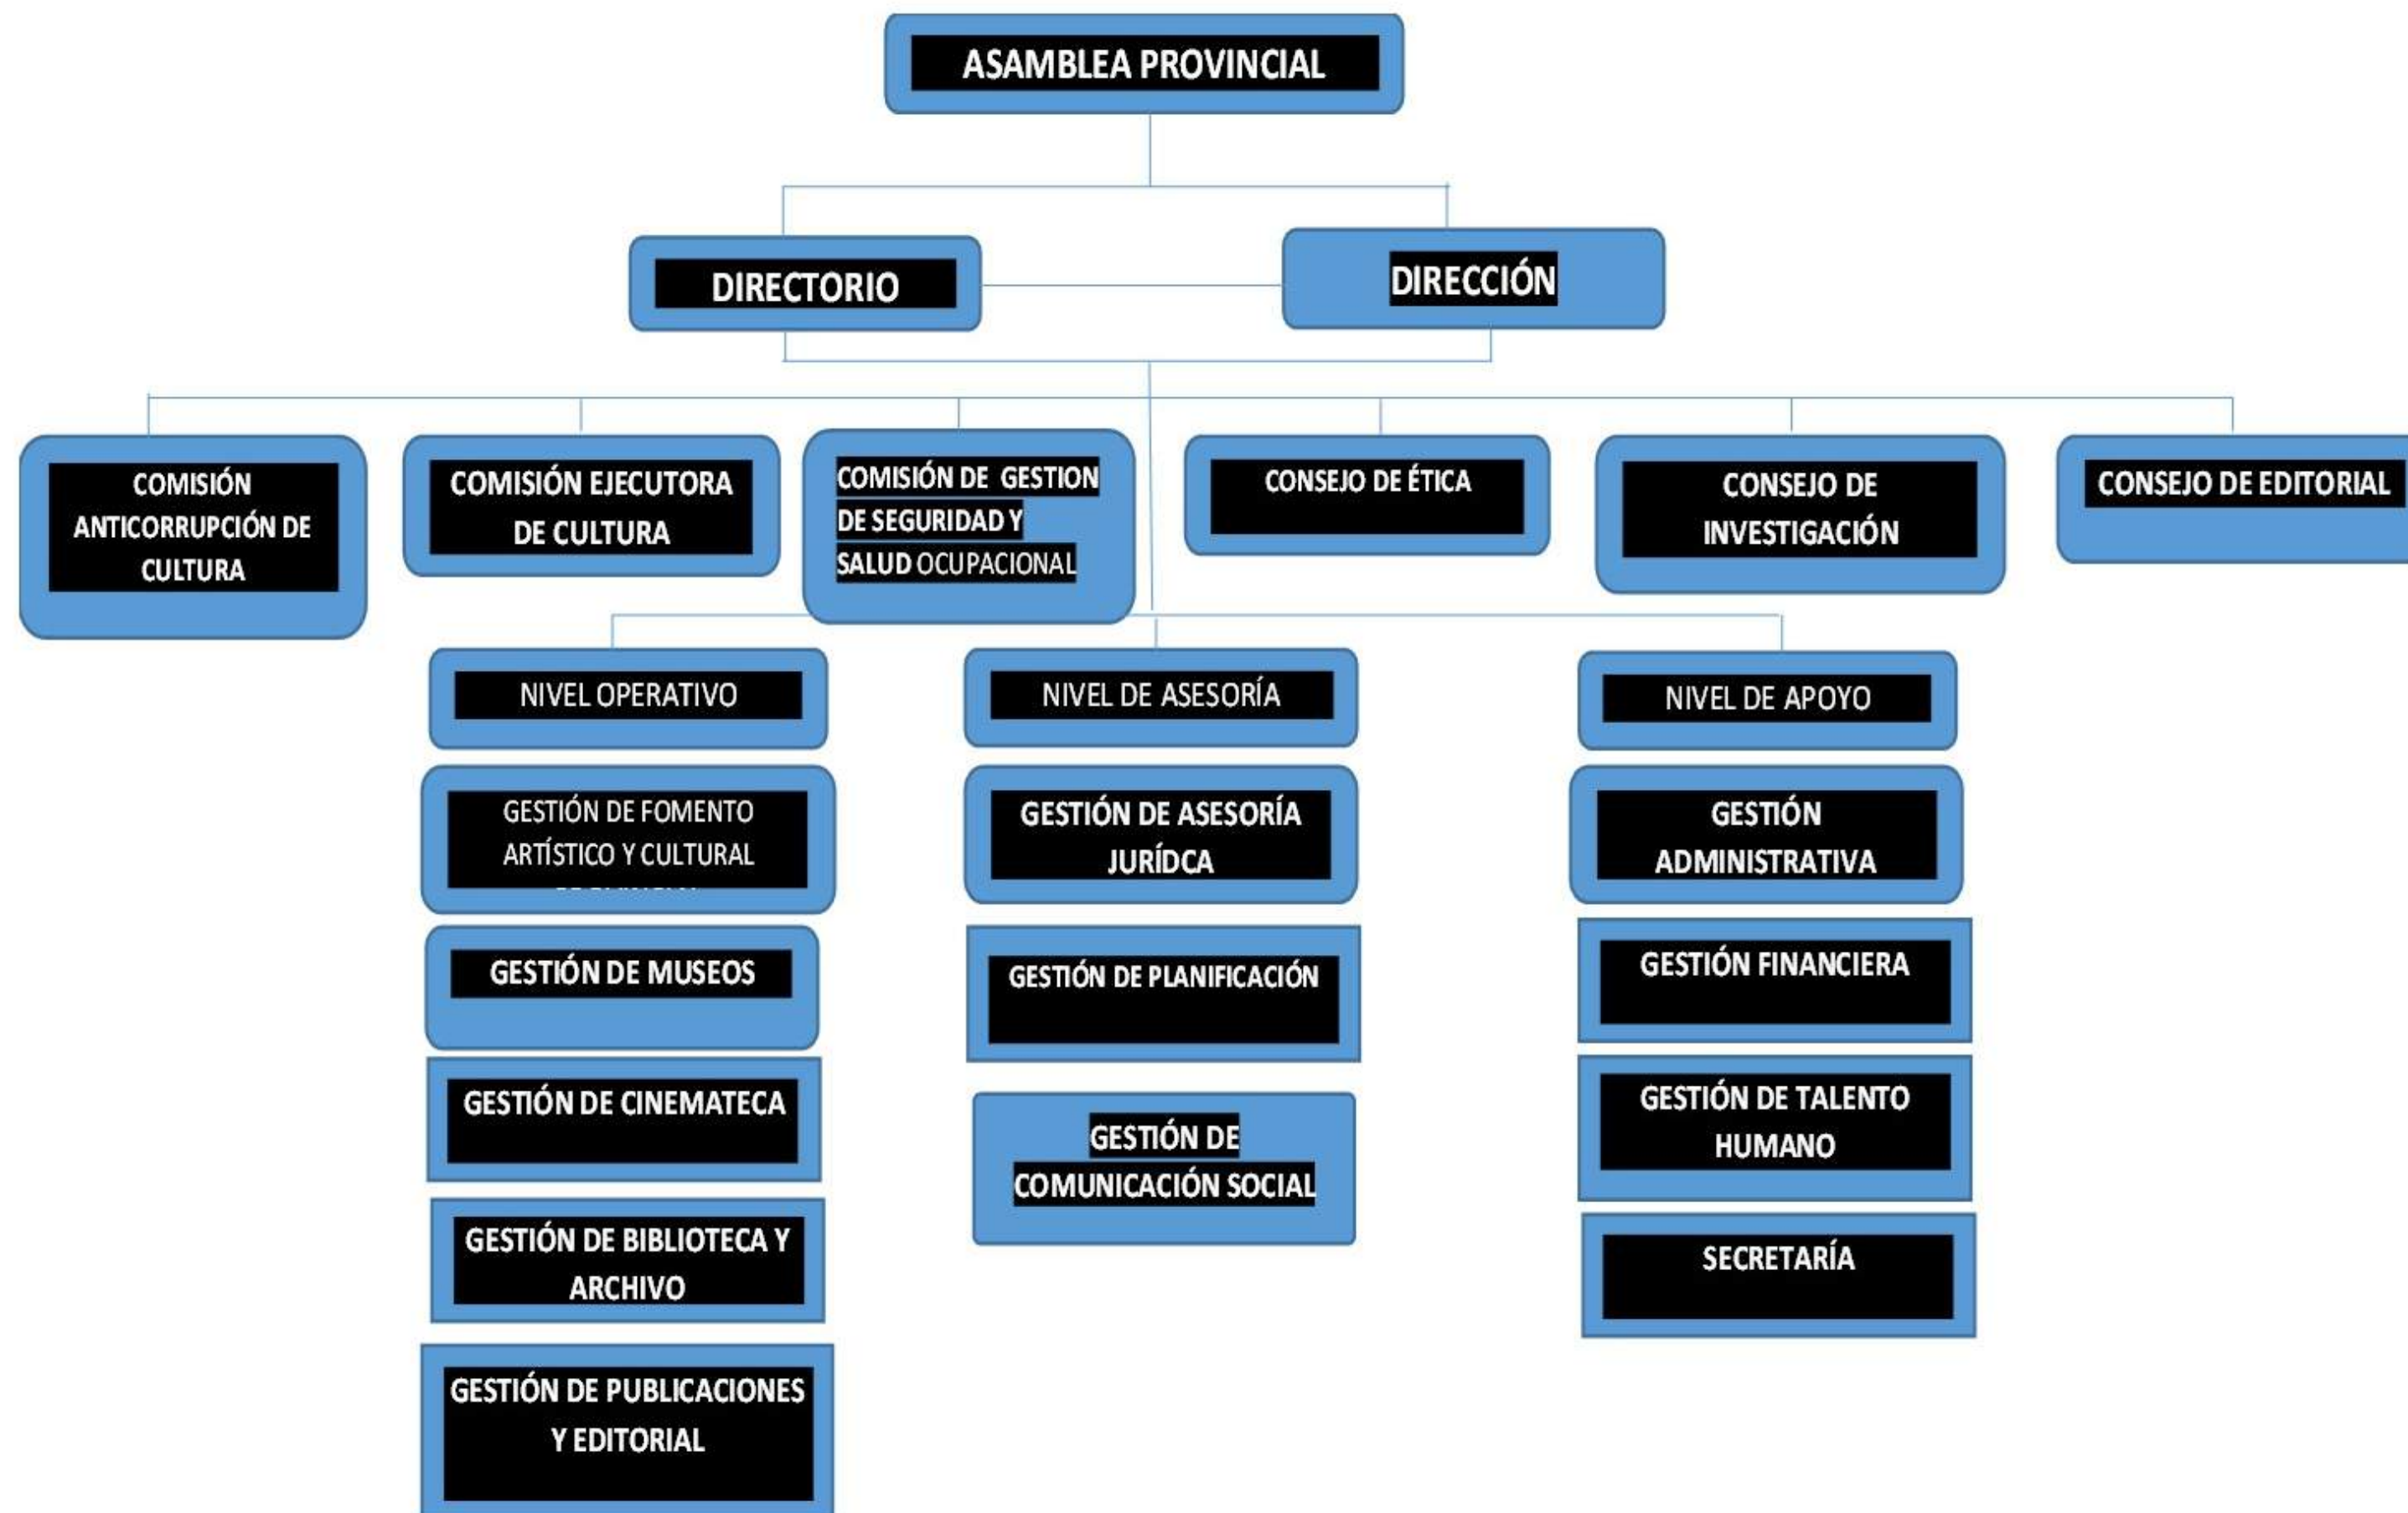 ASAMBLEA PROVINCIAL
DIRECTORIO
DIRECCIÓN
COMISIÓN
ANTICORRUPCIÓN DE
CULTURA
COMISIÓN EJECUTORA
DE CULTURA
COMISIÓN DE GESTION
DE SEGURIDAD Y
SALUD OCUPACIONAL
CONSEJO DE ÉTICA
CONSEJO DE
INVESTIGACIÓN
CONSEJO DE EDITORIAL
NIVEL OPERATIVO
GESTIÓN DE FOMENTO
ARTÍSTICO Y CULTURAL
GESTIÓN DE MUSEOS
GESTIÓN DE CINEMATECA
GESTIÓN DE BIBLIOTECA Y
ARCHIVO
GESTIÓN DE PUBLICACIONES
Y EDITORIAL
NIVEL DE ASESORÍA
GESTIÓN DE ASESORÍA
JURÍDCA
GESTIÓN DE PLANIFICACIÓN
GESTIÓN DE
COMUNICACIÓN SOCIAL
NIVEL DE APOYO
GESTIÓN
ADMINISTRATIVA
GESTIÓN FINANCIERA
GESTIÓN DE TALENTO
HUMANO
SECRETARÍA